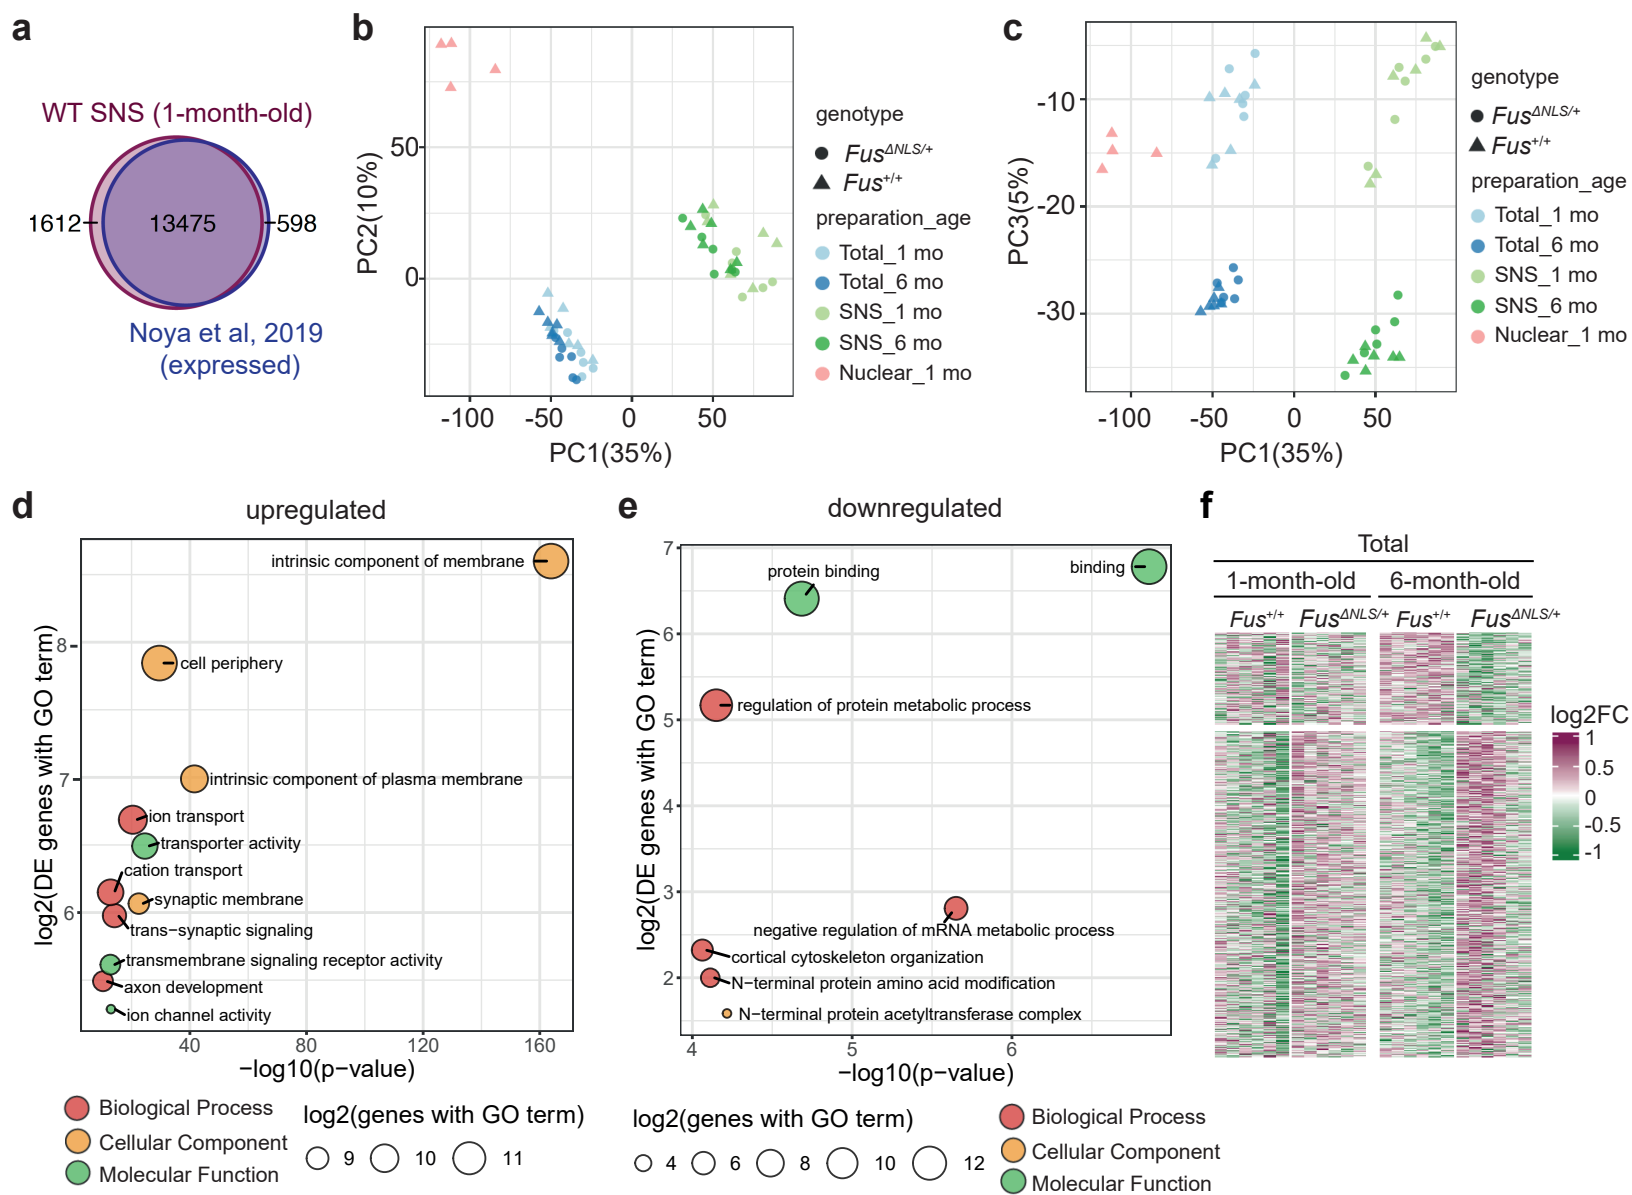 a
WT SNS (1-month-old)
1612
13475
598
Noya et al, 2019
(expressed)
b
PC2(10%)
50
0
-100
-50
0
50
PC1(35%)
genotype
Fus^ΔNLS/+
Fus^+/+
preparation_age
Total_1 mo
Total_6 mo
SNS_1 mo
SNS_6 mo
Nuclear_1 mo
c
PC3(5%)
-10
-20
-30
-100
-50
0
50
PC1(35%)
genotype
Fus^ΔNLS/+
Fus^+/+
preparation_age
Total_1 mo
Total_6 mo
SNS_1 mo
SNS_6 mo
Nuclear_1 mo
d
upregulated
log2(DE genes with GO term)
8
7
6
intrinsic component of membrane
cell periphery
intrinsic component of plasma membrane
ion transport
transporter activity
cation transport
synaptic membrane
trans−synaptic signaling
transmembrane signaling receptor activity
axon development
ion channel activity
40
80
120
160
−log10(p−value)
Biological Process
Cellular Component
Molecular Function
log2(genes with GO term)
9
10
11
e
downregulated
log2(DE genes with GO term)
7
6
5
4
3
2
protein binding
binding
regulation of protein metabolic process
negative regulation of mRNA metabolic process
cortical cytoskeleton organization
N−terminal protein amino acid modification
N−terminal protein acetyltransferase complex
4
5
6
−log10(p−value)
log2(genes with GO term)
4
6
8
10
12
Biological Process
Cellular Component
Molecular Function
f
Total
1-month-old
6-month-old
Fus^+/+
Fus^ΔNLS/+
Fus^+/+
Fus^ΔNLS/+
log2FC
1
0.5
0
-0.5
-1